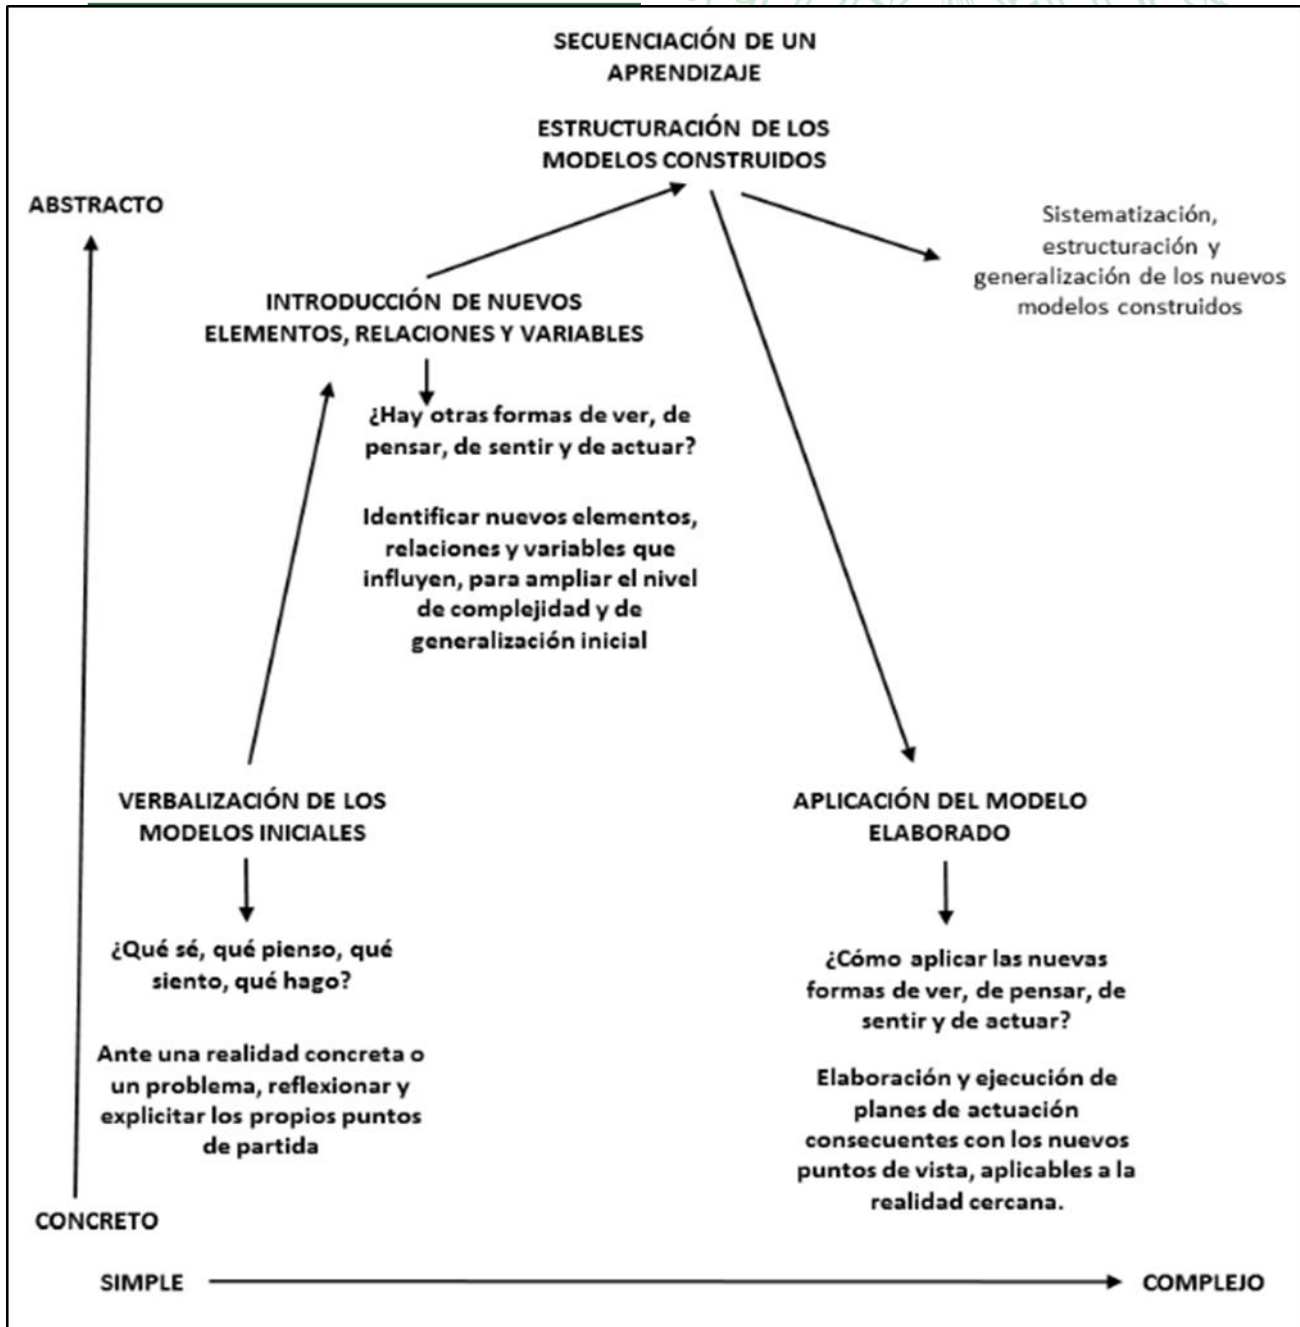 SECUENCIACIÓN DE UN
APRENDIZAJE
ESTRUCTURACIÓN DE LOS
MODELOS CONSTRUIDOS
ABSTRACTO
Sistematización,
estructuración y
generalización de los nuevos
modelos construidos
INTRODUCCIÓN DE NUEVOS
ELEMENTOS, RELACIONES Y VARIABLES
¿Hay otras formas de ver, de
pensar, de sentir y de actuar?
Identificar nuevos elementos,
relaciones y variables que
influyen, para ampliar el nivel
de complejidad y de
generalización inicial
VERBALIZACIÓN DE LOS
MODELOS INICIALES
¿Qué sé, qué pienso, qué
siento, qué hago?
Ante una realidad concreta o
un problema, reflexionar y
explicitar los propios puntos
de partida
APLICACIÓN DEL MODELO
ELABORADO
¿Cómo aplicar las nuevas
formas de ver, de pensar, de
sentir y de actuar?
Elaboración y ejecución de
planes de actuación
consecuentes con los nuevos
puntos de vista, aplicables a la
realidad cercana.
CONCRETO
SIMPLE
COMPLEJO